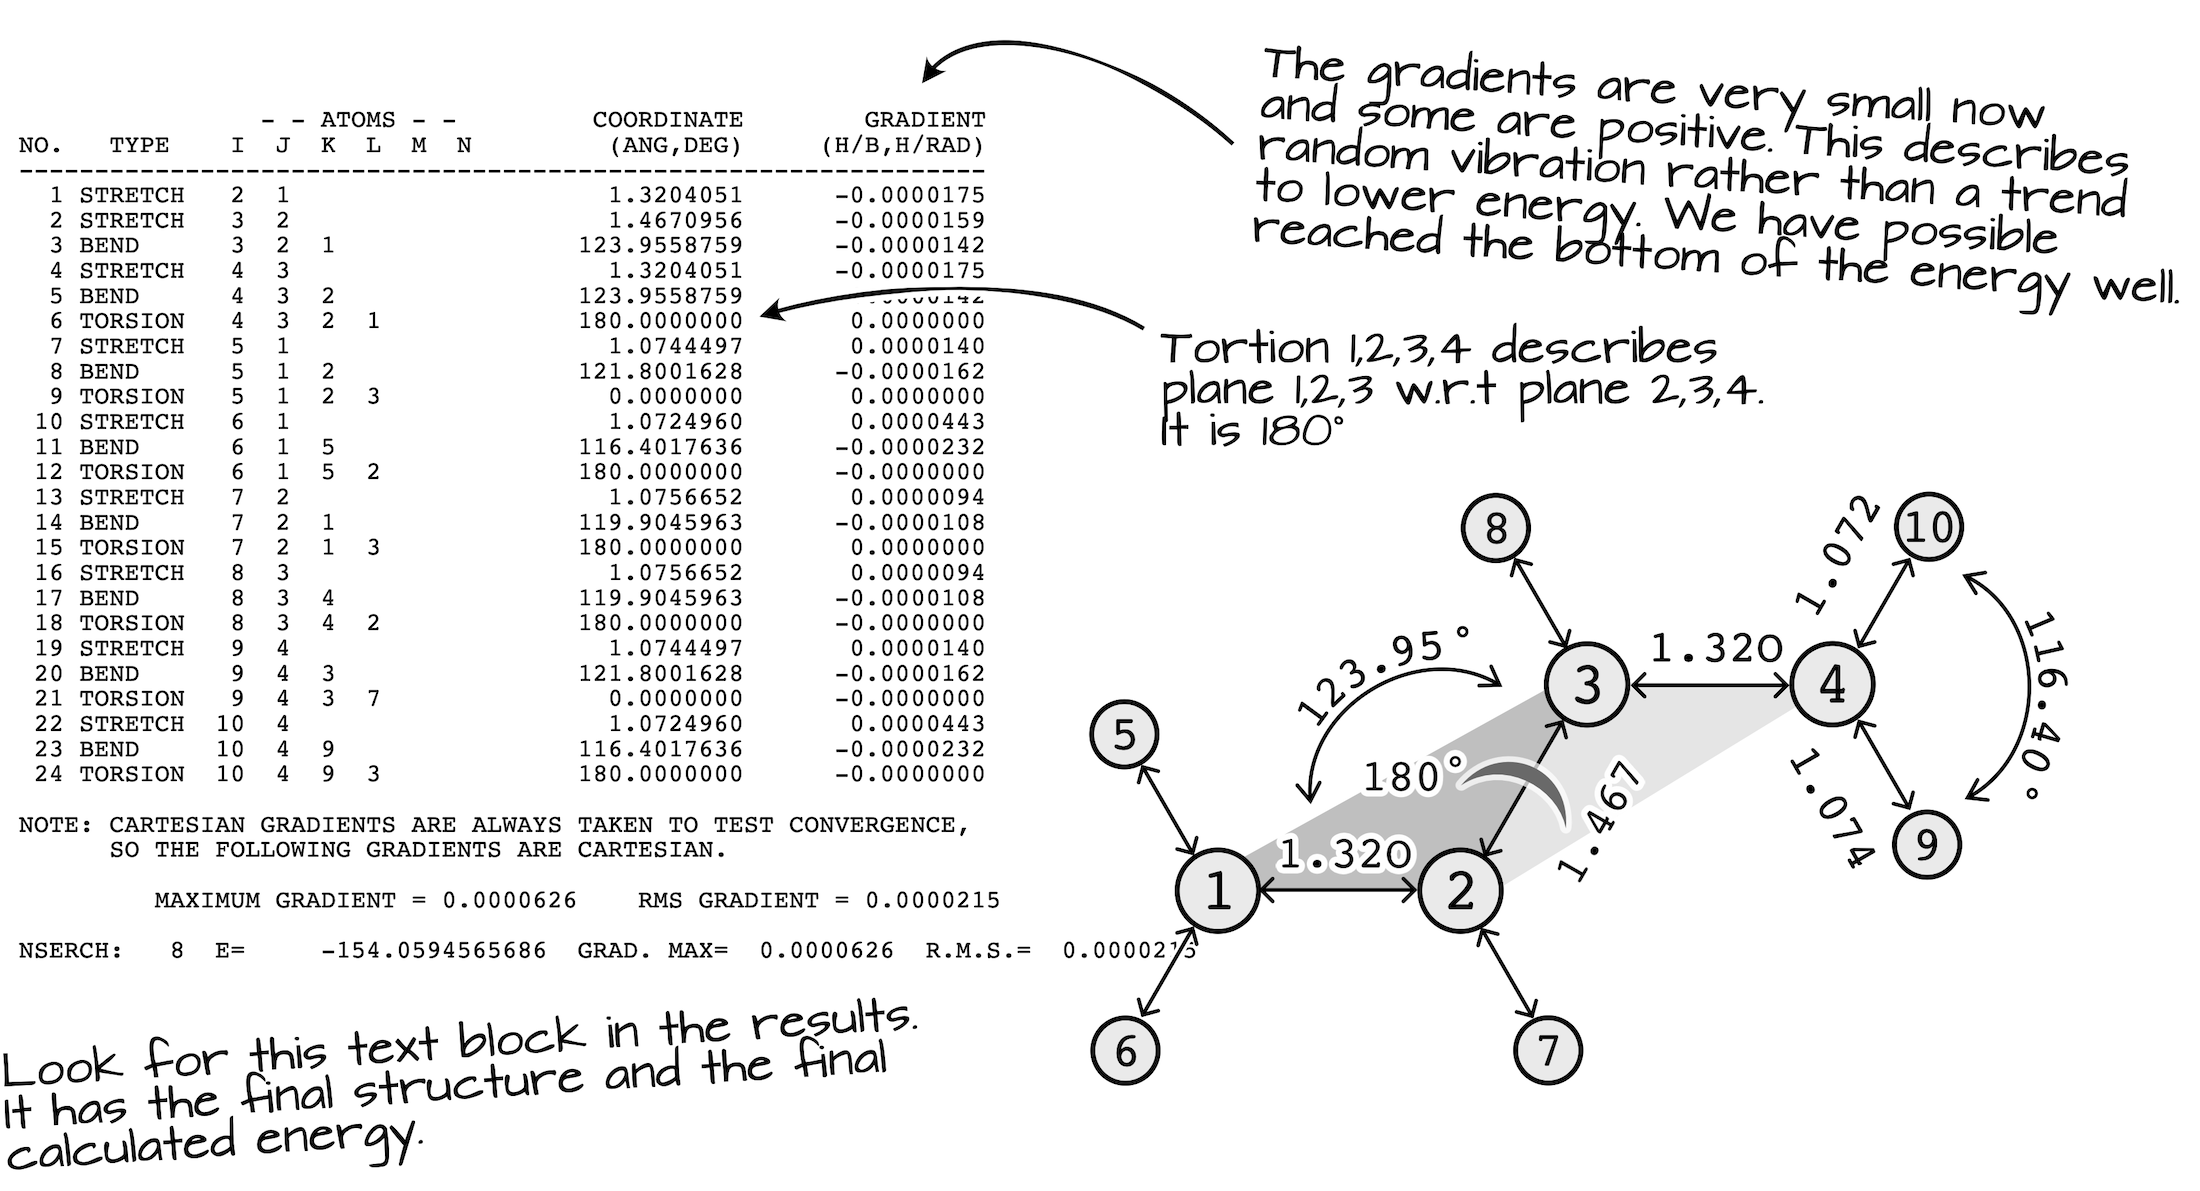 - - ATOMS - - COORDINATE GRADIENT
NO. TYPE I J K L M N (ANG,DEG) (H/B,H/RAD)
----------------------------------------------------------------
1 STRETCH 2 1 1.3204051 -0.0000175
2 STRETCH 3 2 1.4670956 -0.0000159
3 BEND 3 2 1 123.9558759 -0.0000142
4 STRETCH 4 3 1.3204051 -0.0000175
5 BEND 4 3 2 123.9558759
6 TORSION 4 3 2 1 180.0000000 0.0000000
7 STRETCH 5 1 1.0744497 0.0000140
8 BEND 5 1 2 121.8001628 -0.0000162
9 TORSION 5 1 2 3 0.0000000 0.0000000
10 STRETCH 6 1 1.0724960 0.0000443
11 BEND 6 1 5 116.4017636 -0.0000232
12 TORSION 6 1 5 2 180.0000000 -0.0000000
13 STRETCH 7 2 1.0756652 0.0000094
14 BEND 7 2 1 119.9045963 -0.0000108
15 TORSION 7 2 1 3 180.0000000 0.0000000
16 STRETCH 8 3 1.0756652 0.0000094
17 BEND 8 3 4 119.9045963 -0.0000108
18 TORSION 8 3 4 2 180.0000000 -0.0000000
19 STRETCH 9 4 1.0744497 0.0000140
20 BEND 9 4 3 121.8001628 -0.0000162
21 TORSION 9 4 3 7 0.0000000 -0.0000000
22 STRETCH 10 4 1.0724960 0.0000443
23 BEND 10 4 9 116.4017636 -0.0000232
24 TORSION 10 4 9 3 180.0000000 -0.0000000
NOTE: CARTESIAN GRADIENTS ARE ALWAYS TAKEN TO TEST CONVERGENCE,
SO THE FOLLOWING GRADIENTS ARE CARTESIAN.
MAXIMUM GRADIENT = 0.0000626 RMS GRADIENT = 0.0000215
NSERCH: 8 E= -154.0594565686 GRAD. MAX= 0.0000626 R.M.S.= 0.0000215
Look for this text block in the results.
It has the final structure and the final
calculated energy.
The gradients are very small now
and some are positive. This describes
random vibration rather than a trend
to lower energy. We have possible
reached the bottom of the energy well.
Tortion 1,2,3,4 describes
plane 1,2,3 w.r.t plane 2,3,4.
It is 180°
8
10
1.072
123.95°
3
1.320
4
116.40°
5
180°
1.467
1.074
1
1.320
2
9
6
7